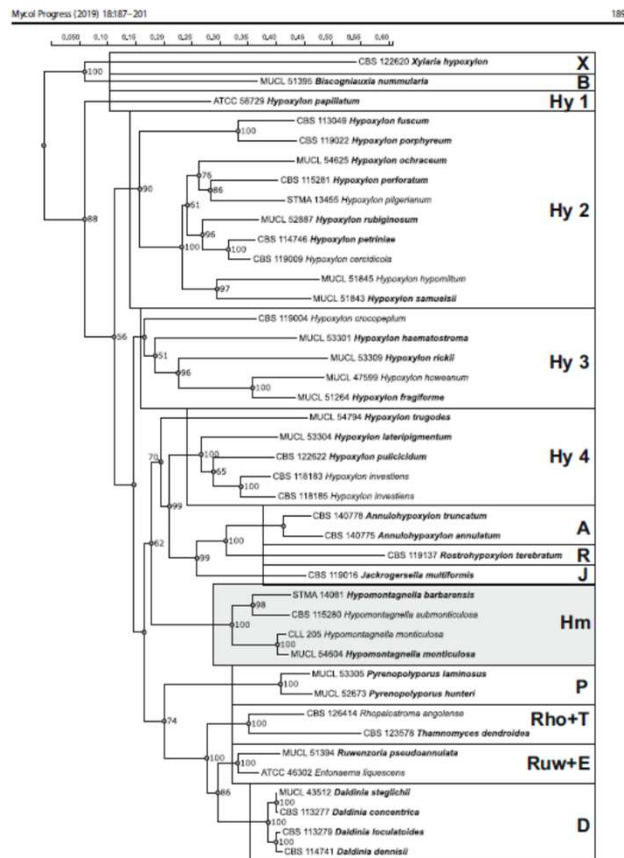 Mycol Progress (2019) 18:187–201 189
0,050 0,10 0,20 0,30 0,40 0,50 0,60
CBS 122620 Xylaria hypoxylon
X
100
MUCL 51395 Biscogniauxia nummularia
B
ATCC 58729 Hypoxylon papillatum
Hy 1
CBS 113049 Hypoxylon fuscum
100
CBS 119022 Hypoxylon porphyreum
MUCL 54625 Hypoxylon ochraceum
76
CBS 115281 Hypoxylon perforatum
90
86
STMA 13455 Hypoxylon pilgerianum
61
Hy 2
MUCL 52887 Hypoxylon rubiginosum
88
96
CBS 114746 Hypoxylon petriniae
100
100
CBS 119009 Hypoxylon cercidicola
MUCL 51845 Hypoxylon hypomiltum
97
MUCL 51843 Hypoxylon samuelsii
CBS 119004 Hypoxylon crocopeplum
56
MUCL 53301 Hypoxylon haematostroma
51
MUCL 53309 Hypoxylon rickii
Hy 3
96
MUCL 47599 Hypoxylon howeanum
100
MUCL 51264 Hypoxylon fragiforme
MUCL 54794 Hypoxylon trugodes
MUCL 53304 Hypoxylon lateripigmentum
100
Hy 4
70
CBS 122622 Hypoxylon pulicicidum
65
CBS 118183 Hypoxylon investiens
100
CBS 118185 Hypoxylon investiens
99
CBS 140778 Annulohypoxylon truncatum
A
100
CBS 140775 Annulohypoxylon annulatum
62
CBS 119137 Rostrohypoxylon terebratum
R
99
CBS 119016 Jackrogersella multiformis
J
STMA 14081 Hypomontagnella barbarensis
98
CBS 115280 Hypomontagnella submonticulosa
100
Hm
CLL 205 Hypomontagnella monticulosa
100
MUCL 54604 Hypomontagnella monticulosa
MUCL 53305 Pyrenopolyporus laminosus
100
P
MUCL 52673 Pyrenopolyporus hunteri
CBS 126414 Rhopalostroma angolense
74
100
Rho+T
CBS 123578 Thamnomyces dendroidea
MUCL 51394 Ruwenzoria pseudoannulata
100
100
Ruw+E
ATCC 46302 Entonaema liquescens
86
MUCL 43512 Daldinia steglichii
100
CBS 113277 Daldinia concentrica
100
D
CBS 113279 Daldinia loculatoides
100
CBS 114741 Daldinia dennisii